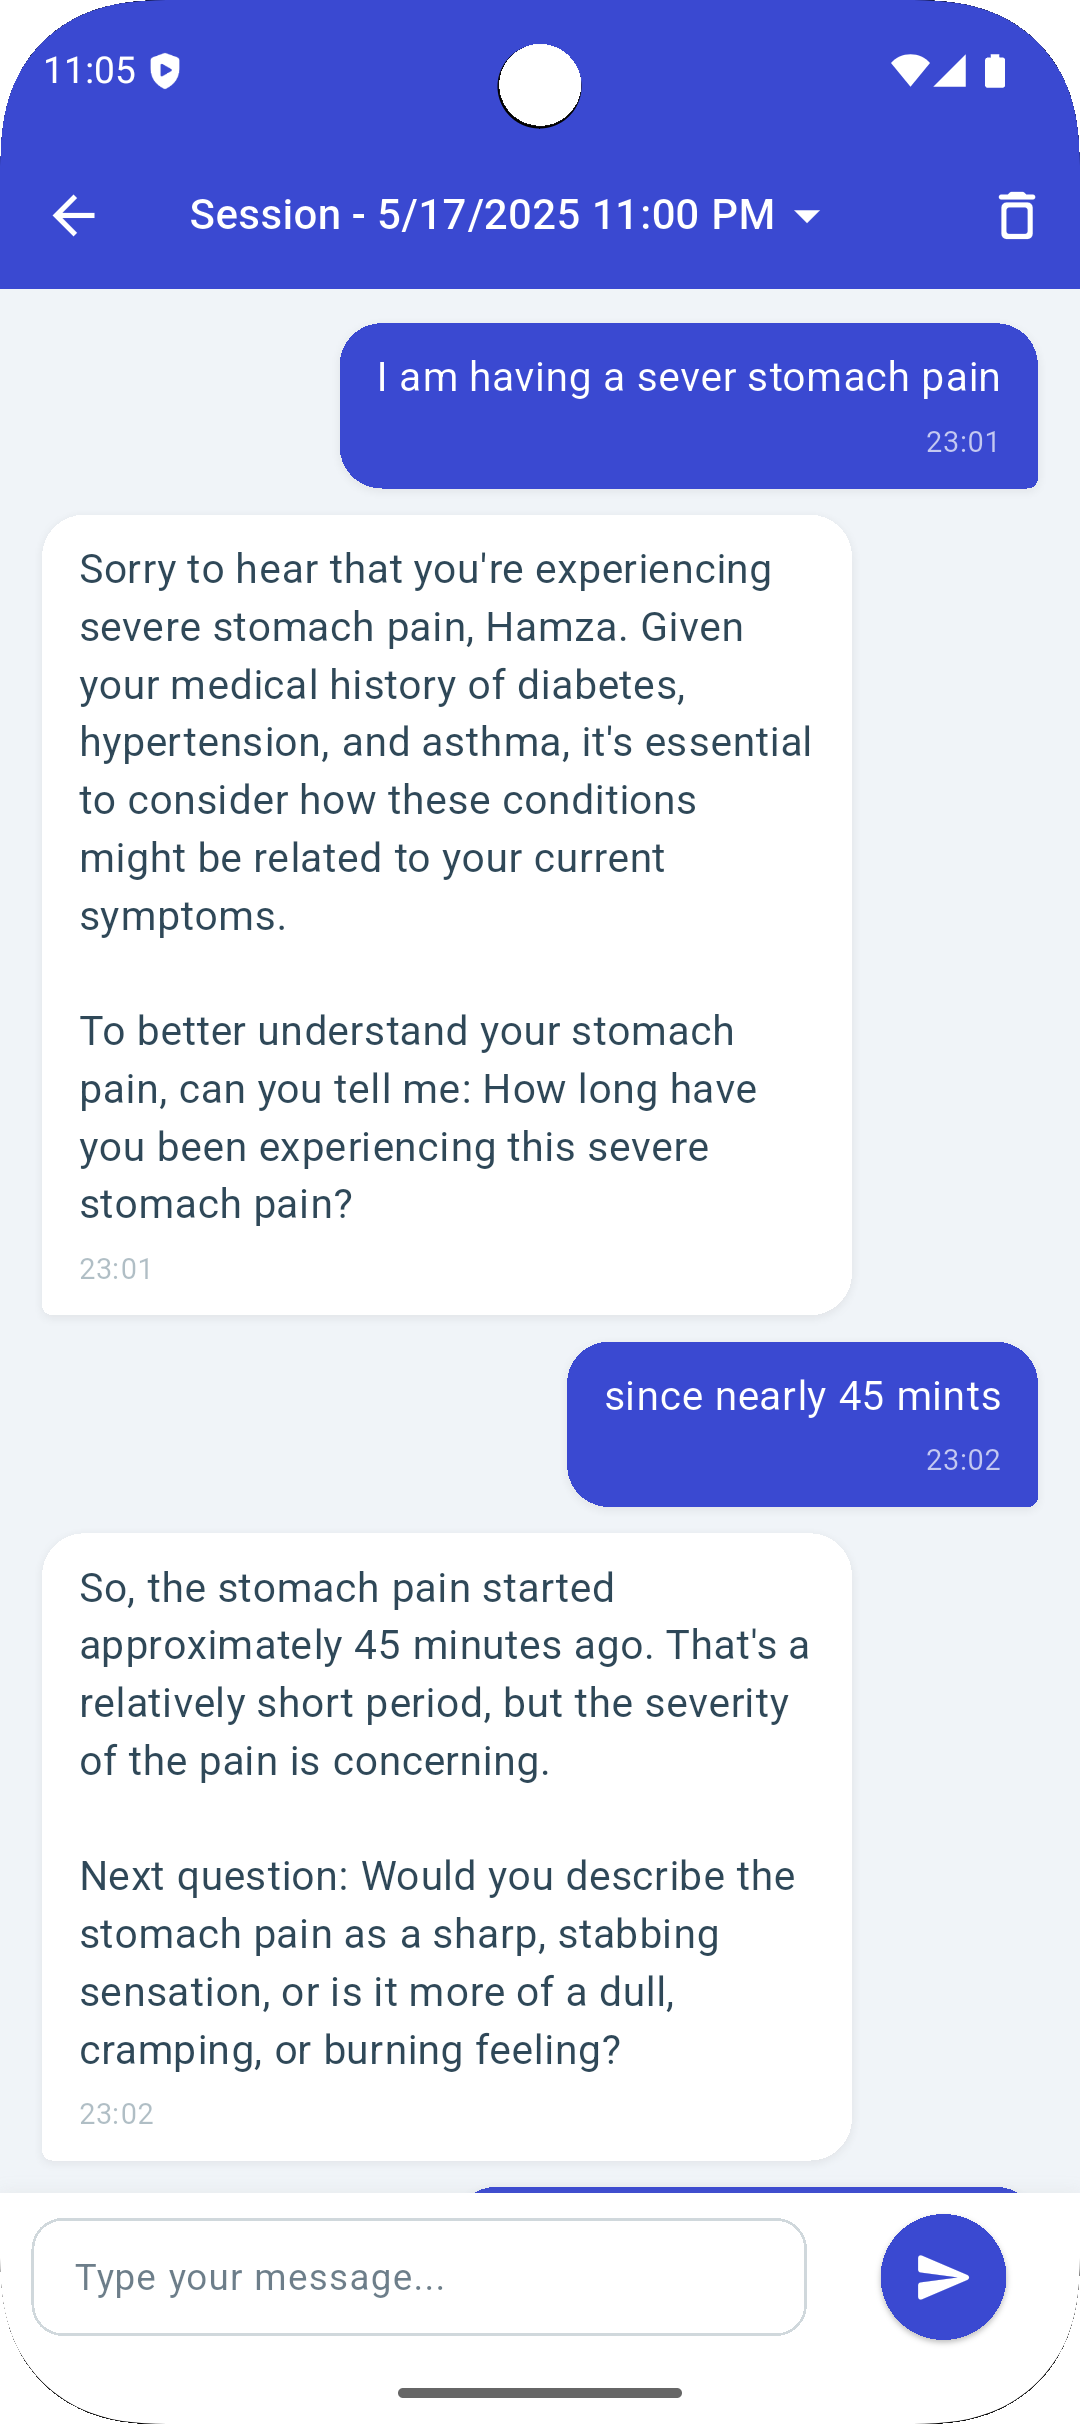 11:05
Session - 5/17/2025 11:00 PM
I am having a sever stomach pain
23:01
Sorry to hear that you're experiencing
severe stomach pain, Hamza. Given
your medical history of diabetes,
hypertension, and asthma, it's essential
to consider how these conditions
might be related to your current
symptoms.
To better understand your stomach
pain, can you tell me: How long have
you been experiencing this severe
stomach pain?
23:01
since nearly 45 mints
23:02
So, the stomach pain started
approximately 45 minutes ago. That's a
relatively short period, but the severity
of the pain is concerning.
Next question: Would you describe the
stomach pain as a sharp, stabbing
sensation, or is it more of a dull,
cramping, or burning feeling?
23:02
Type your message...